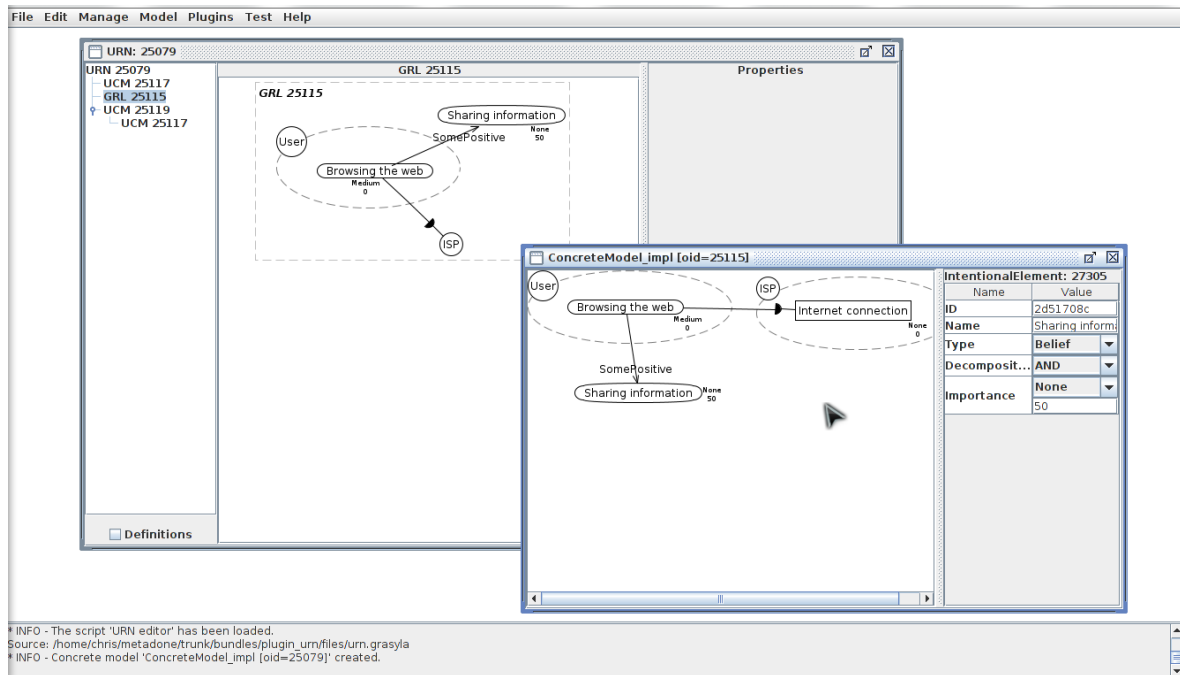 File Edit Manage Model Plugins Test Help
URN: 25079
URN 25079
UCM 25117
GRL 25115
UCM 25119
UCM 25117
Definitions
GRL 25115
GRL 25115
Sharing information
None
50
SomePositive
User
Browsing the web
Medium
0
ISP
Properties
ConcreteModel_impl [oid=25115]
User
ISP
Browsing the web
Medium
0
Internet connection
None
0
SomePositive
Sharing information
None
50
IntentionalElement: 27305
Name Value
ID 2d51708c
Name Sharing inform
Type Belief
Decomposit... AND
Importance None
50
* INFO - The script 'URN editor' has been loaded.
Source: /home/chris/metadone/trunk/bundles/plugin_urn/files/urn.grasyla
* INFO - Concrete model 'ConcreteModel_impl [oid=25079]' created.